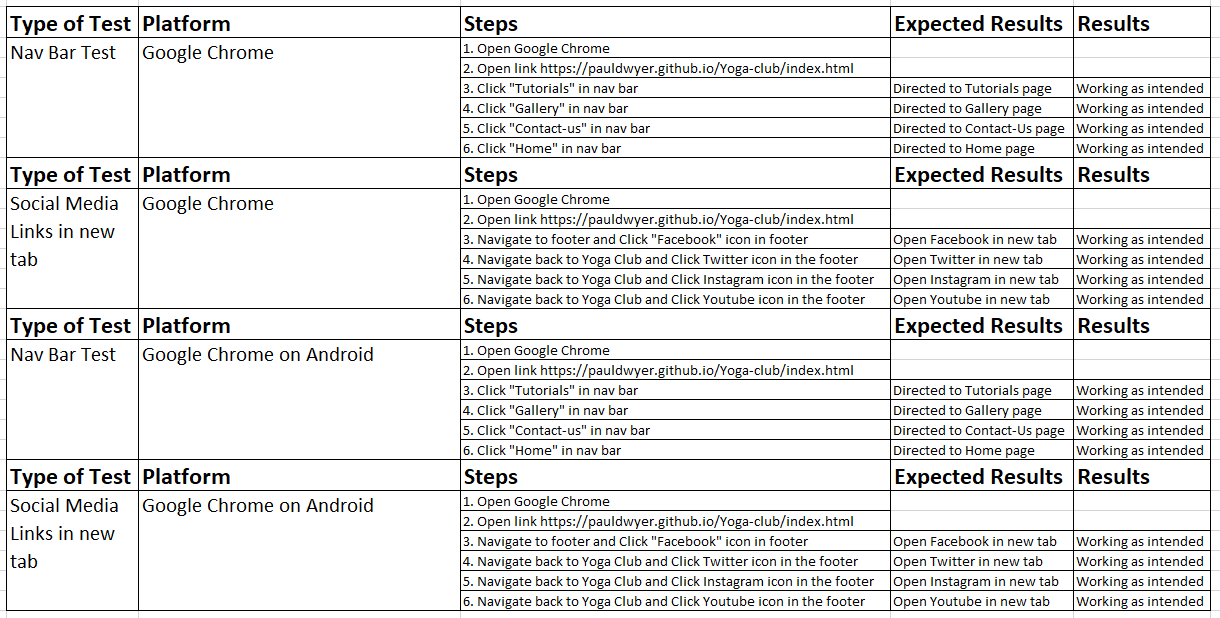 Type of Test Platform Steps Expected Results Results
Nav Bar Test Google Chrome 1. Open Google Chrome
2. Open link https://pauldwyer.github.io/Yoga-club/index.html
3. Click "Tutorials" in nav bar Directed to Tutorials page Working as intended
4. Click "Gallery" in nav bar Directed to Gallery page Working as intended
5. Click "Contact-us" in nav bar Directed to Contact-Us page Working as intended
6. Click "Home" in nav bar Directed to Home page Working as intended
Type of Test Platform Steps Expected Results Results
Social Media Google Chrome 1. Open Google Chrome
Links in new 2. Open link https://pauldwyer.github.io/Yoga-club/index.html
tab 3. Navigate to footer and Click "Facebook" icon in footer Open Facebook in new tab Working as intended
4. Navigate back to Yoga Club and Click Twitter icon in the footer Open Twitter in new tab Working as intended
5. Navigate back to Yoga Club and Click Instagram icon in the footer Open Instagram in new tab Working as intended
6. Navigate back to Yoga Club and Click Youtube icon in the footer Open Youtube in new tab Working as intended
Type of Test Platform Steps Expected Results Results
Nav Bar Test Google Chrome on Android 1. Open Google Chrome
2. Open link https://pauldwyer.github.io/Yoga-club/index.html
3. Click "Tutorials" in nav bar Directed to Tutorials page Working as intended
4. Click "Gallery" in nav bar Directed to Gallery page Working as intended
5. Click "Contact-us" in nav bar Directed to Contact-Us page Working as intended
6. Click "Home" in nav bar Directed to Home page Working as intended
Type of Test Platform Steps Expected Results Results
Social Media Google Chrome on Android 1. Open Google Chrome
Links in new 2. Open link https://pauldwyer.github.io/Yoga-club/index.html
tab 3. Navigate to footer and Click "Facebook" icon in footer Open Facebook in new tab Working as intended
4. Navigate back to Yoga Club and Click Twitter icon in the footer Open Twitter in new tab Working as intended
5. Navigate back to Yoga Club and Click Instagram icon in the footer Open Instagram in new tab Working as intended
6. Navigate back to Yoga Club and Click Youtube icon in the footer Open Youtube in new tab Working as intended